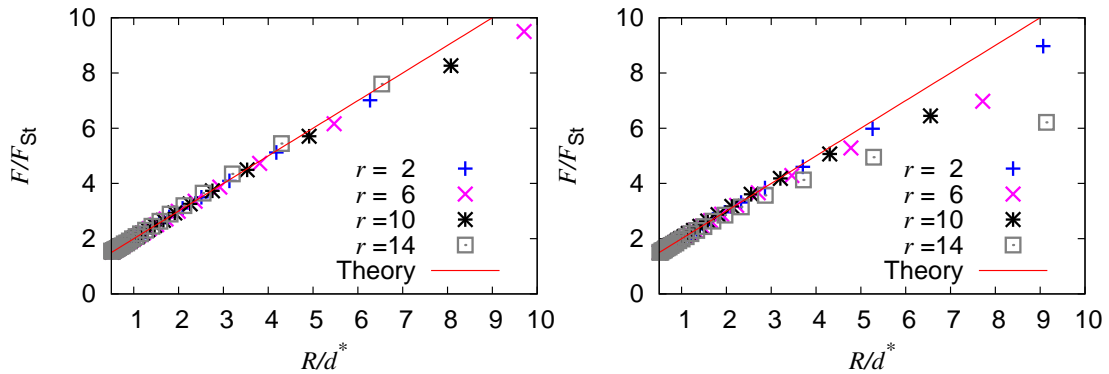 10
8
6
4
2
0
F/F_St
r = 2
r = 6
r =10
r =14
Theory
1 2 3 4 5 6 7 8 9 10
R/d^*
10
8
6
4
2
0
F/F_St
r = 2
r = 6
r =10
r =14
Theory
1 2 3 4 5 6 7 8 9 10
R/d^*